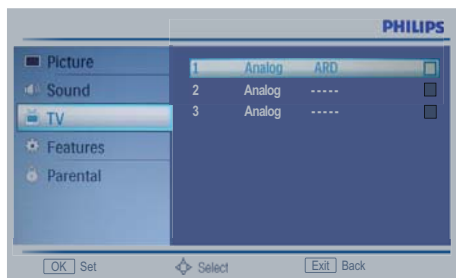 PHILIPS
Picture
Sound
TV
Features
Parental
1 Analog ARD
2 Analog -----
3 Analog -----
OK Set Select Exit Back